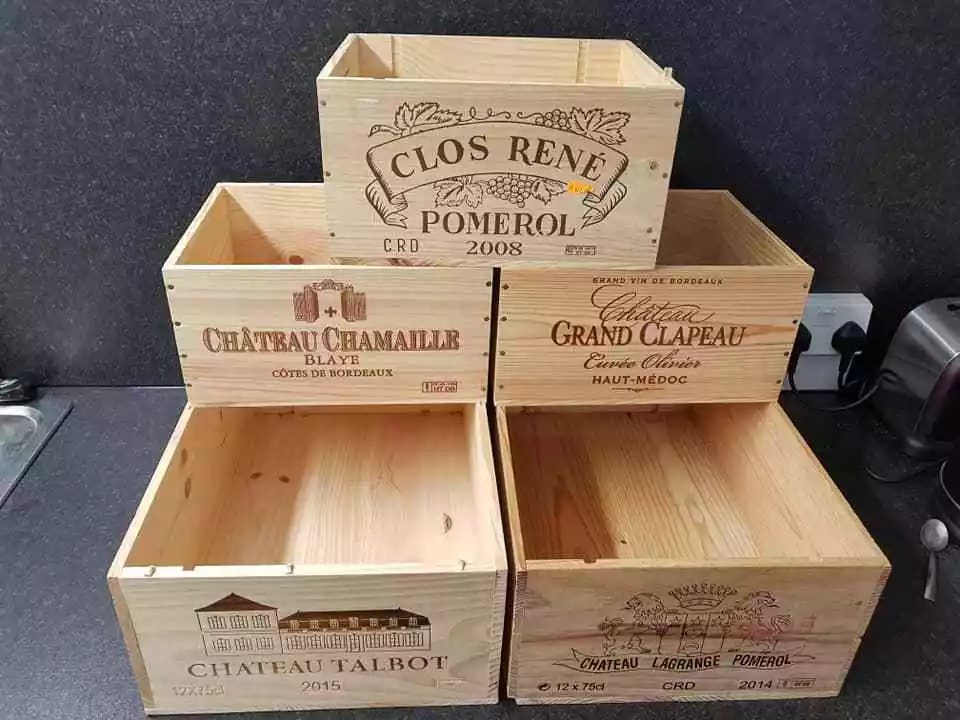 CLOS RENÉ
POMEROL
CRD 2008
CHÂTEAU CHAMAILLE
BLAYE
CÔTES DE BORDEAUX
GRAND VIN DE BORDEAUX
Château
GRAND CLAPEAU
Cuvée Olivier
HAUT-MÉDOC
CHATEAU TALBOT
12X75cl 2015
CHATEAU LAGRANGE POMEROL
12 x 75cl CRD 2014